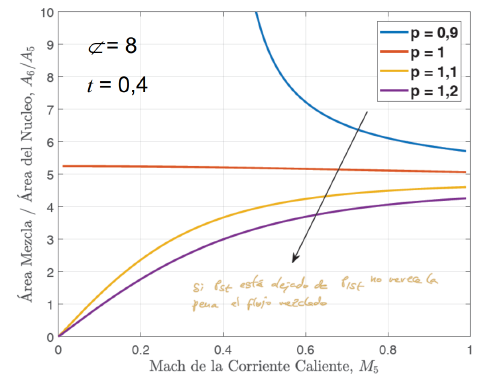 10
9
8
7
6
5
4
3
2
1
0
0
0.2
0.4
0.6
0.8
1
Área Mezcla / Área del Nucleo, A₆/A₅
Mach de la Corriente Caliente, M₅
⊄= 8
t = 0,4
p = 0,9
p = 1
p = 1,1
p = 1,2
Si está alejado de no merece la
pena el flujo mezclado